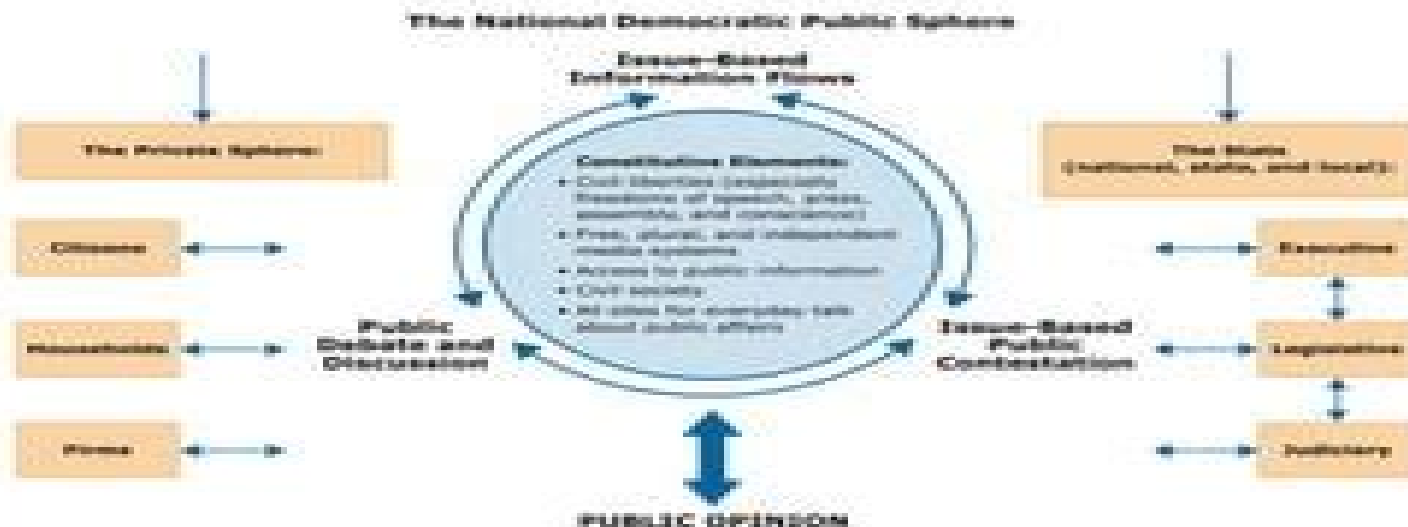 The National Democratic Public Sphere
Issue-Based
Information Flows
The Private Sphere:
The State
(national, state, and local):
Constitutive Elements:
• Civil liberties (especially
freedoms of speech, press,
assembly, and conscience)
• Free, plural, and independent
media systems
• Access to public information
• Civil society
• All sites for everyday talk
about public affairs
Citizens
Executive
Public
Debate and
Discussion
Issue-Based
Public
Contestation
Households
Legislative
Firms
Judiciary
PUBLIC OPINION